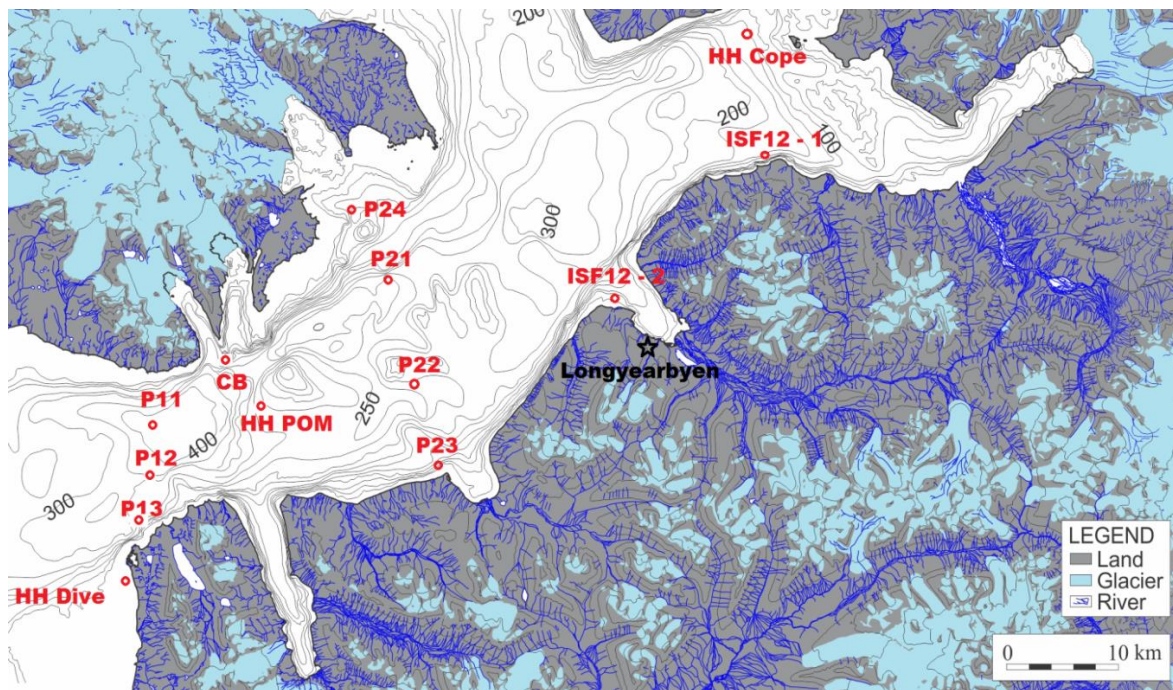 200
200
HH Cope
200
100
ISF12 - 1
P24
300
P21
ISF12 - 2
Longyearbyen
CB
P22
P11
250
HH POM
400
P12
P23
300
P13
HH Dive
LEGEND
Land
Glacier
River
0 10 km